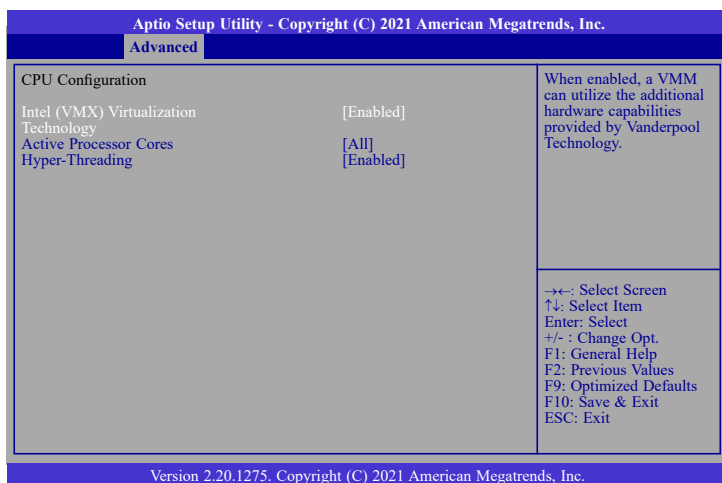 Aptio Setup Utility - Copyright (C) 2021 American Megatrends, Inc.
Advanced
CPU Configuration
Intel (VMX) Virtualization [Enabled]
Technology
Active Processor Cores [All]
Hyper-Threading [Enabled]
When enabled, a VMM
can utilize the additional
hardware capabilities
provided by Vanderpool
Technology.
→←: Select Screen
↑↓: Select Item
Enter: Select
+/- : Change Opt.
F1: General Help
F2: Previous Values
F9: Optimized Defaults
F10: Save & Exit
ESC: Exit
Version 2.20.1275. Copyright (C) 2021 American Megatrends, Inc.